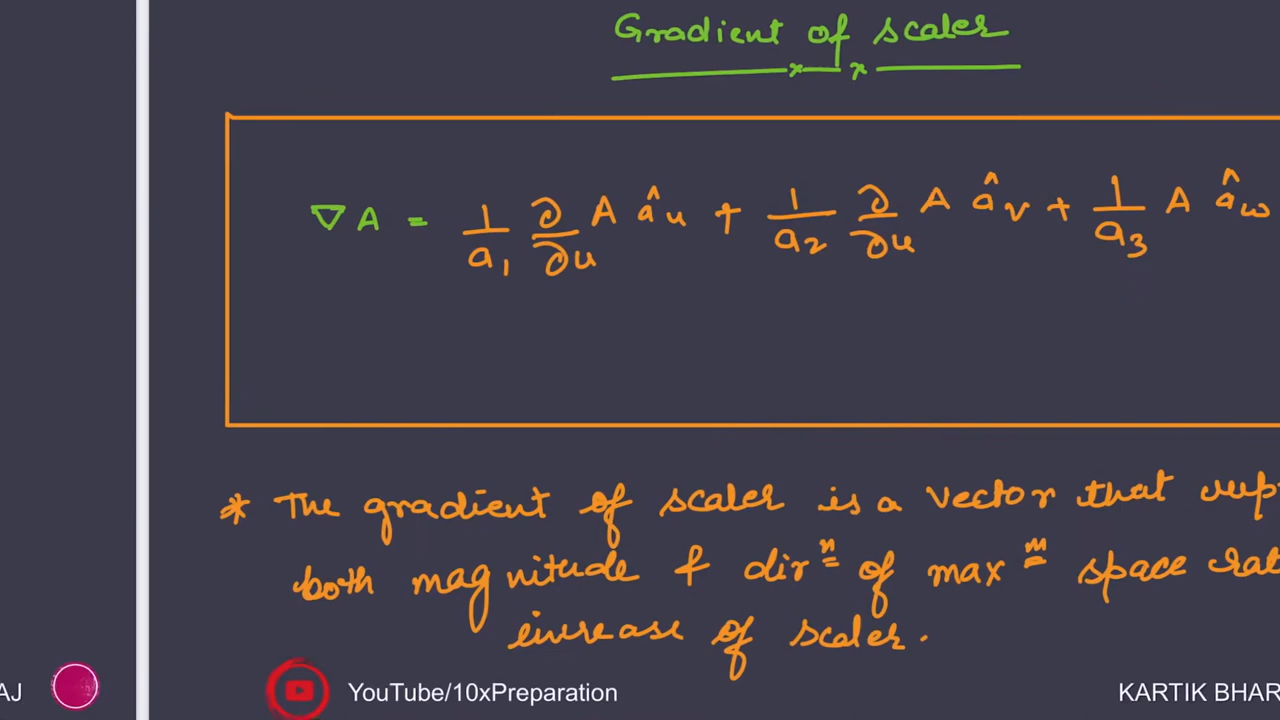 Gradient of scaler
∇A = 1/a₁ ∂/∂u A âu + 1/a₂ ∂/∂u A âv + 1/a₃ A âw
* The gradient of scaler is a vector that
both magnitude & dirⁿ of maxᵐ space
increase of scaler.
AJ
YouTube/10xPreparation
KARTIK BHAR